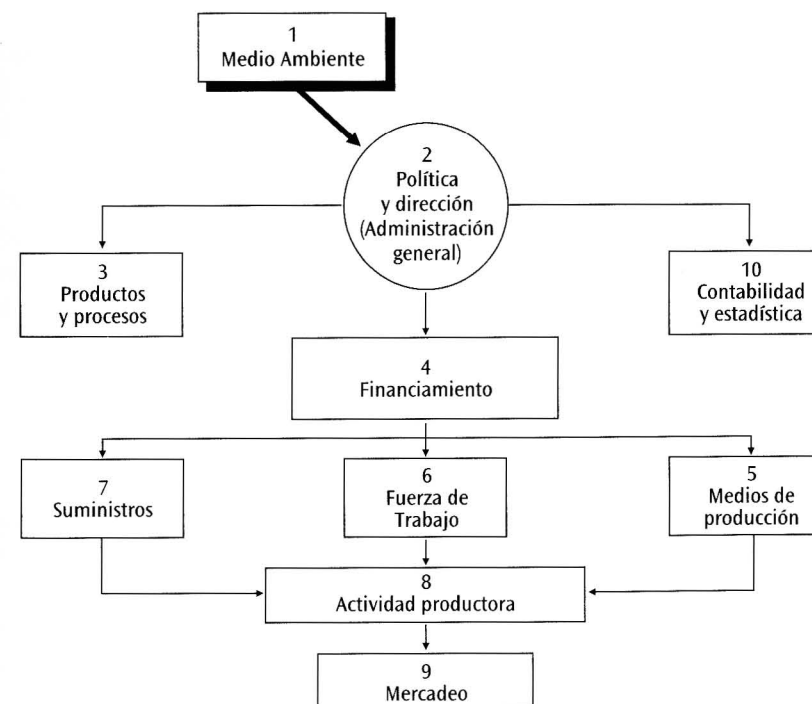 1
Medio Ambiente
2
Política
y dirección
(Administración
general)
3
Productos
y procesos
10
Contabilidad
y estadística
4
Financiamiento
7
Suministros
6
Fuerza de
Trabajo
5
Medios de
producción
8
Actividad productora
9
Mercadeo